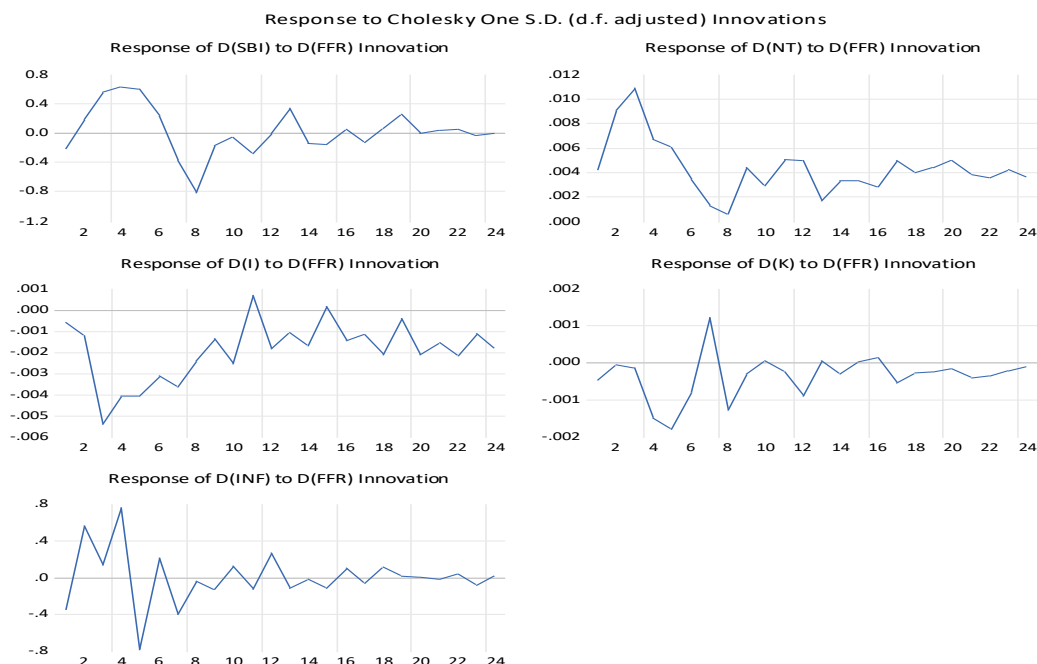 Response to Cholesky One S.D. (d.f. adjusted) Innovations
Response of D(SBI) to D(FFR) Innovation
0.8
0.4
0.0
-0.4
-0.8
-1.2
2 4 6 8 10 12 14 16 18 20 22 24
Response of D(NT) to D(FFR) Innovation
.012
.010
.008
.006
.004
.002
.000
2 4 6 8 10 12 14 16 18 20 22 24
Response of D(I) to D(FFR) Innovation
.001
.000
-.001
-.002
-.003
-.004
-.005
-.006
2 4 6 8 10 12 14 16 18 20 22 24
Response of D(K) to D(FFR) Innovation
.002
.001
.000
-.001
-.002
2 4 6 8 10 12 14 16 18 20 22 24
Response of D(INF) to D(FFR) Innovation
.8
.4
.0
-.4
-.8
2 4 6 8 10 12 14 16 18 20 22 24